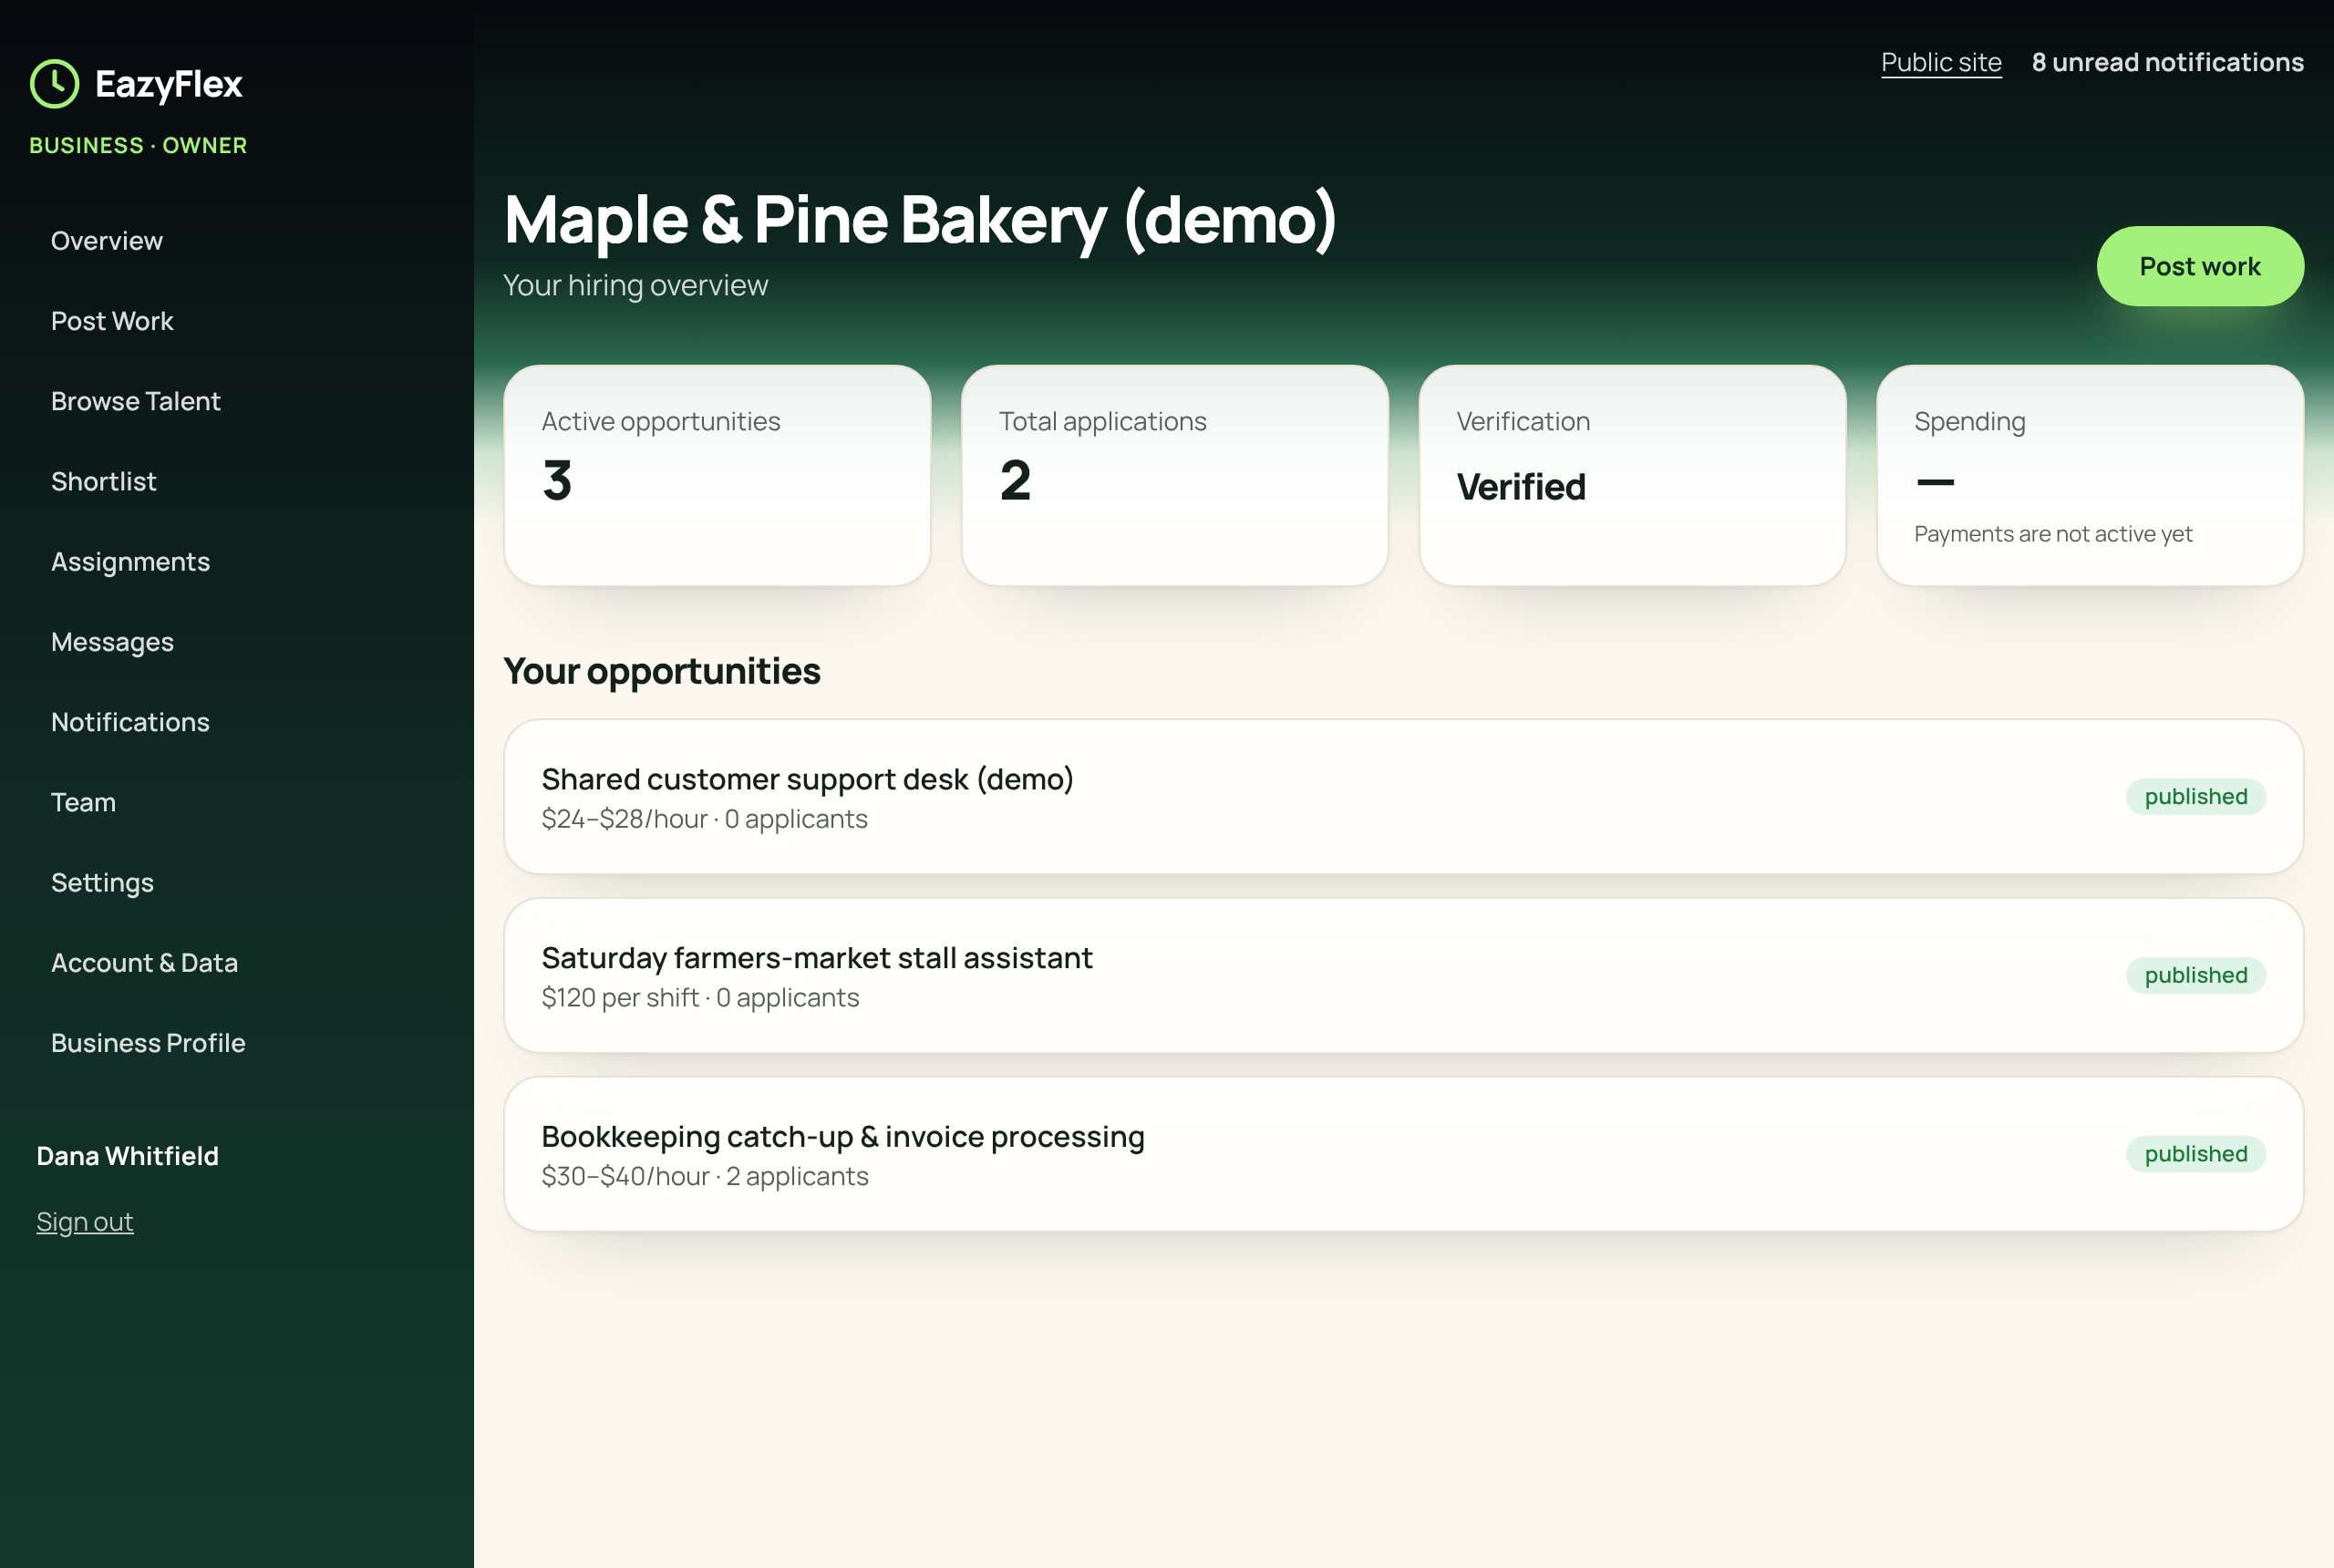 EazyFlex
BUSINESS · OWNER
Overview
Post Work
Browse Talent
Shortlist
Assignments
Messages
Notifications
Team
Settings
Account & Data
Business Profile
Dana Whitfield
Sign out
Public site
8 unread notifications
Maple & Pine Bakery (demo)
Your hiring overview
Post work
Active opportunities
3
Total applications
2
Verification
Verified
Spending
—
Payments are not active yet
Your opportunities
Shared customer support desk (demo)
$24–$28/hour · 0 applicants
published
Saturday farmers-market stall assistant
$120 per shift · 0 applicants
published
Bookkeeping catch-up & invoice processing
$30–$40/hour · 2 applicants
published